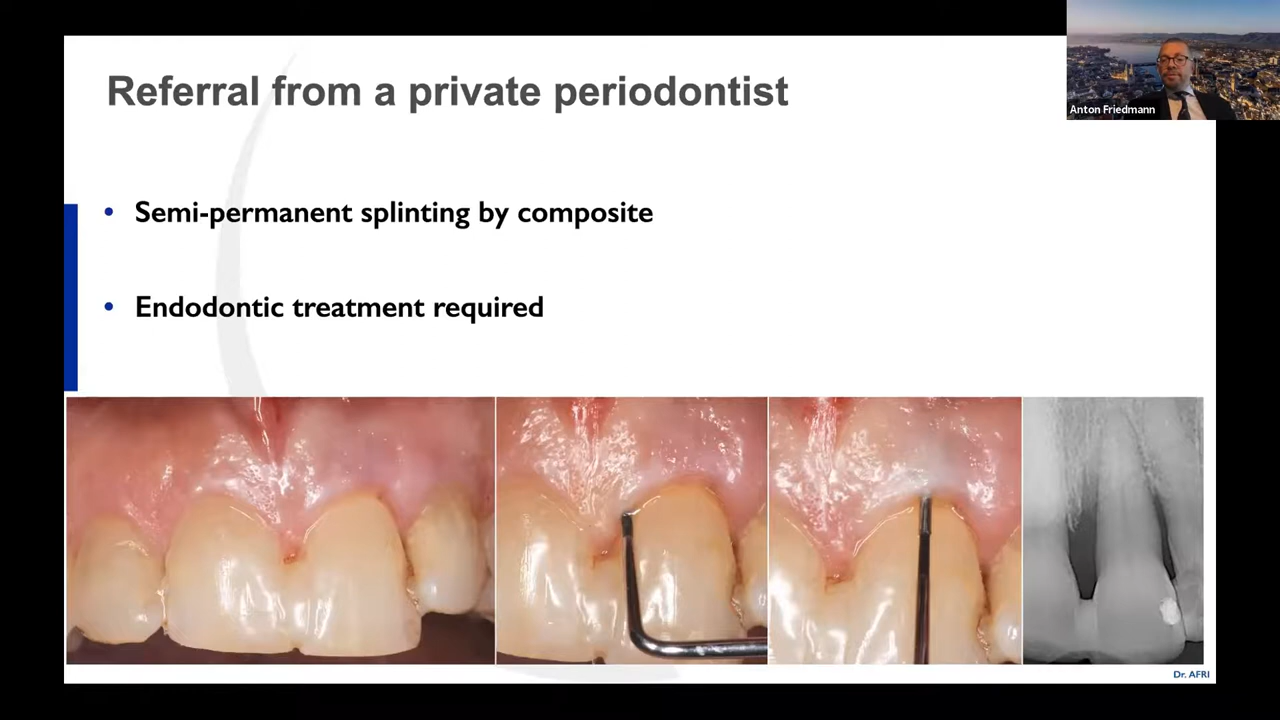 Referral from a private periodontist
Anton Friedmann
• Semi-permanent splinting by composite
• Endodontic treatment required
Dr. AFRI